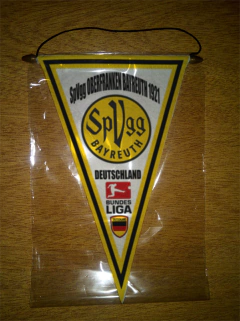 SpVgg OBERFRANKEN BAYREUTH 1921
SpVgg
BAYREUTH
DEUTSCHLAND
BUNDES
LIGA